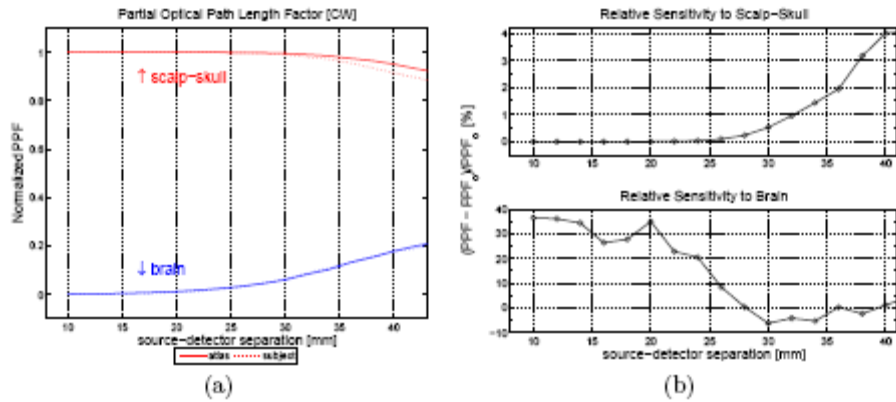 Partial Optical Path Length Factor [CW]
Normalized PPF
1
0.8
0.6
0.4
0.2
0
↑ scalp-skull
↓ brain
10 15 20 25 30 35 40
source-detector separation [mm]
atlas subject
(a)
Relative Sensitivity to Scalp-Skull
4
3
2
1
0
10 15 20 25 30 35 40
(PPF - PPFo)/PPFo [%]
Relative Sensitivity to Brain
40
30
20
10
0
-10
10 15 20 25 30 35 40
source-detector separation [mm]
(b)